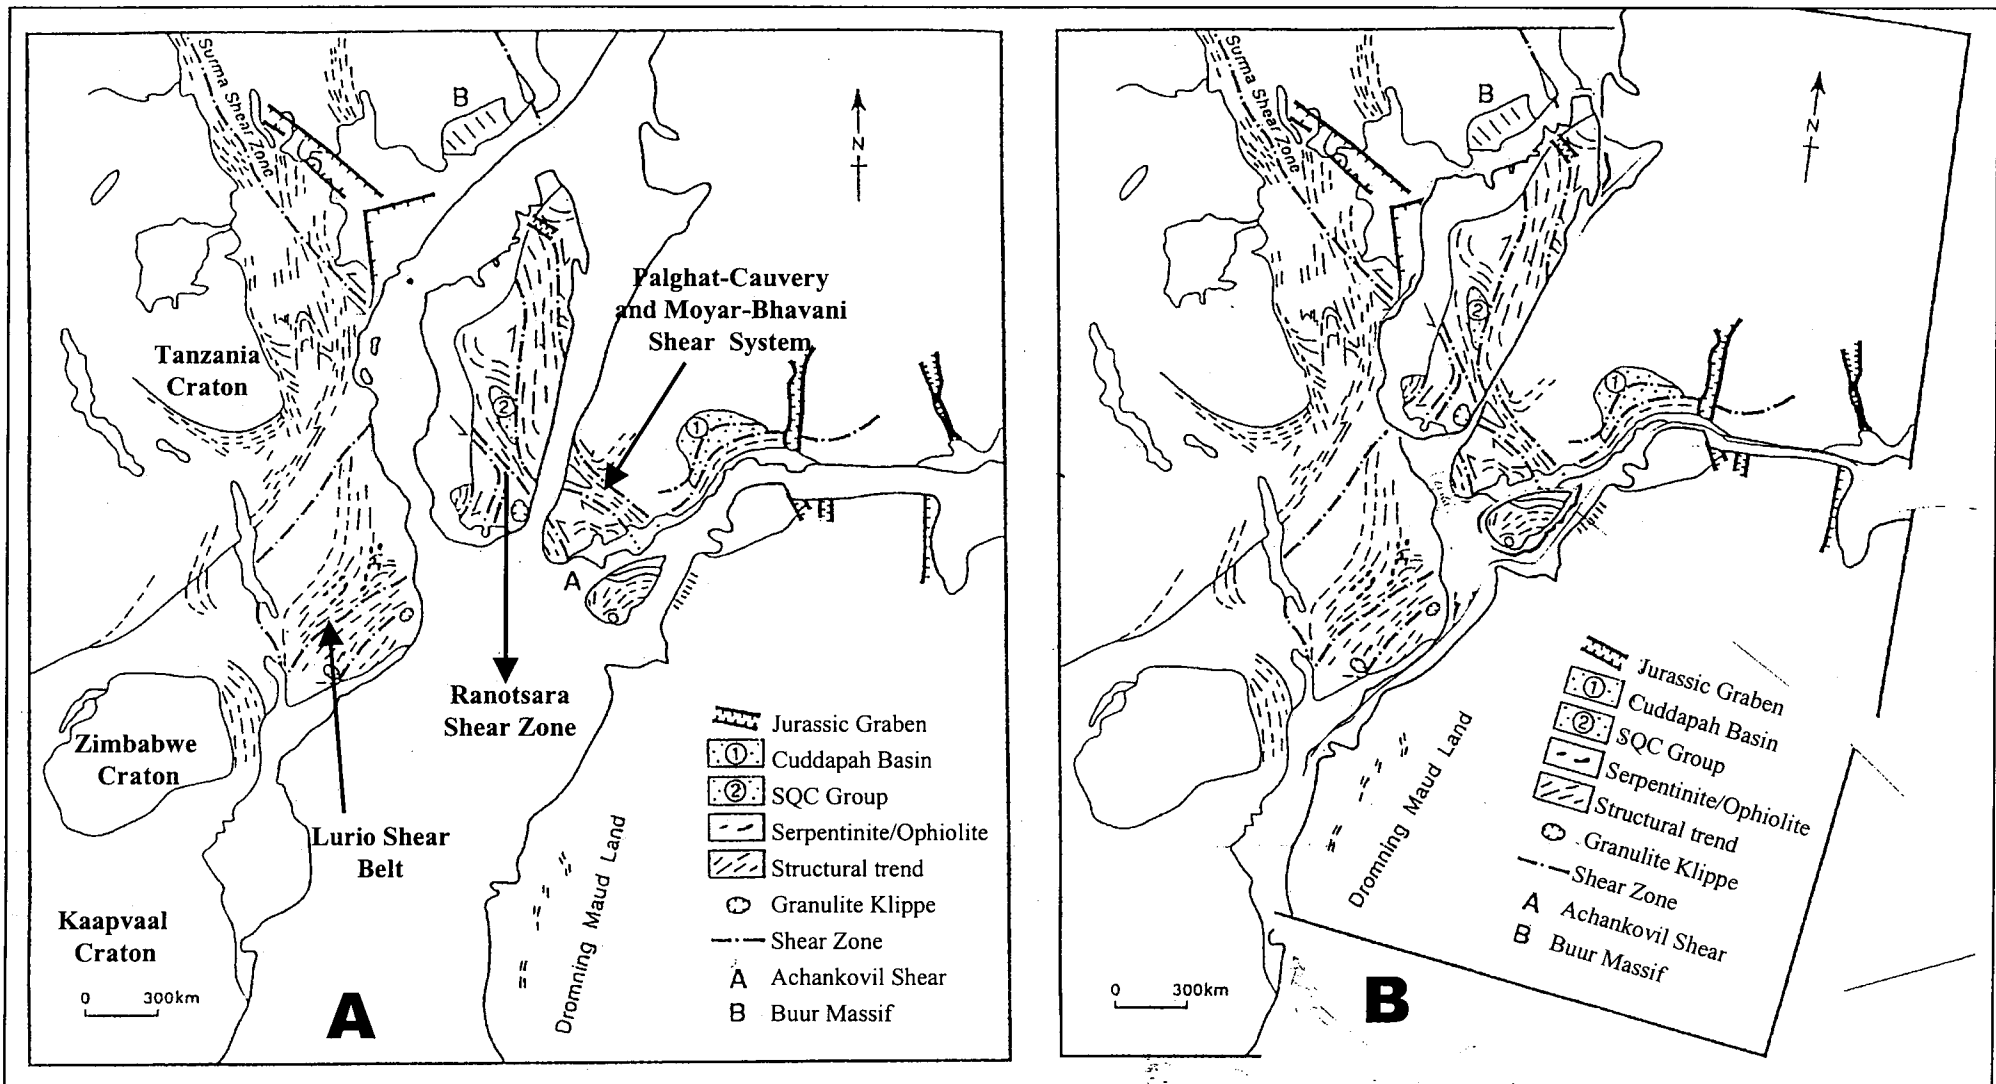 Surma Shear Zone
B
N
Palghat-Cauvery
and Moyar-Bhavani
Shear System
Tanzania
Craton
2
1
A
Ranotsara
Shear Zone
Zimbabwe
Craton
Lurio Shear
Belt
Kaapvaal
Craton
0 300km
A
Dromning Maud Land
Jurassic Graben
1 Cuddapah Basin
2 SQC Group
Serpentinite/Ophiolite
Structural trend
Granulite Klippe
Shear Zone
A Achankovil Shear
B Buur Massif
Surma Shear Zone
B
N
2
1
Dromning Maud Land
Jurassic Graben
1 Cuddapah Basin
2 SQC Group
Serpentinite/Ophiolite
Structural trend
Granulite Klippe
Shear Zone
A Achankovil Shear
B Buur Massif
0 300km
B